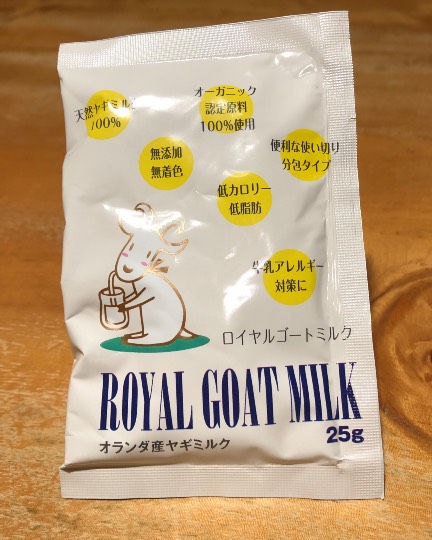 天然ヤギミルク
100%
オーガニック
認定原料
100%使用
無添加
無着色
便利な使い切り
分包タイプ
低カロリー
低脂肪
牛乳アレルギー
対策に
ロイヤルゴートミルク
ROYAL GOAT MILK
25g
オランダ産ヤギミルク